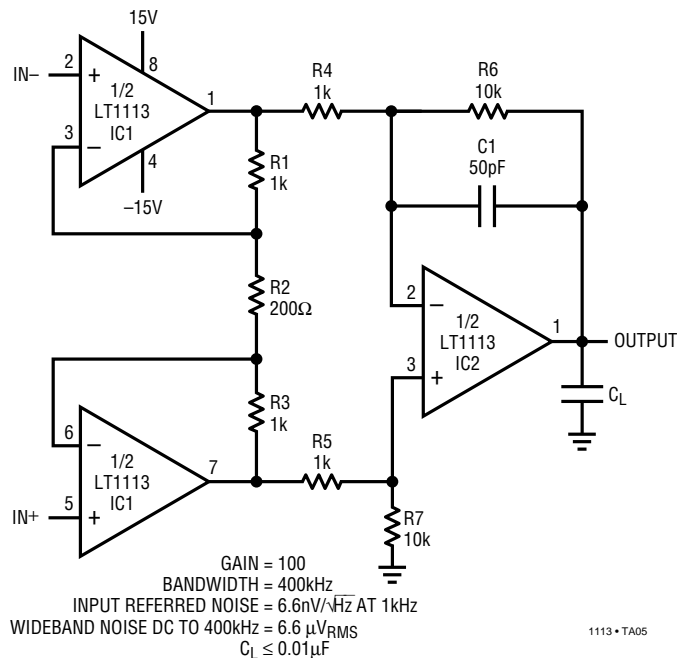 15V
IN–
2
+
8
1/2
LT1113
IC1
1
3
–
4
–15V
R4
1k
R6
10k
C1
50pF
R1
1k
R2
200Ω
2
–
1/2
LT1113
IC2
1
OUTPUT
3
+
CL
R3
1k
6
–
1/2
LT1113
IC1
7
IN+
5
+
R5
1k
R7
10k
GAIN = 100
BANDWIDTH = 400kHz
INPUT REFERRED NOISE = 6.6nV/√Hz AT 1kHz
WIDEBAND NOISE DC TO 400kHz = 6.6 µVRMS
CL ≤ 0.01µF
1113 • TA05